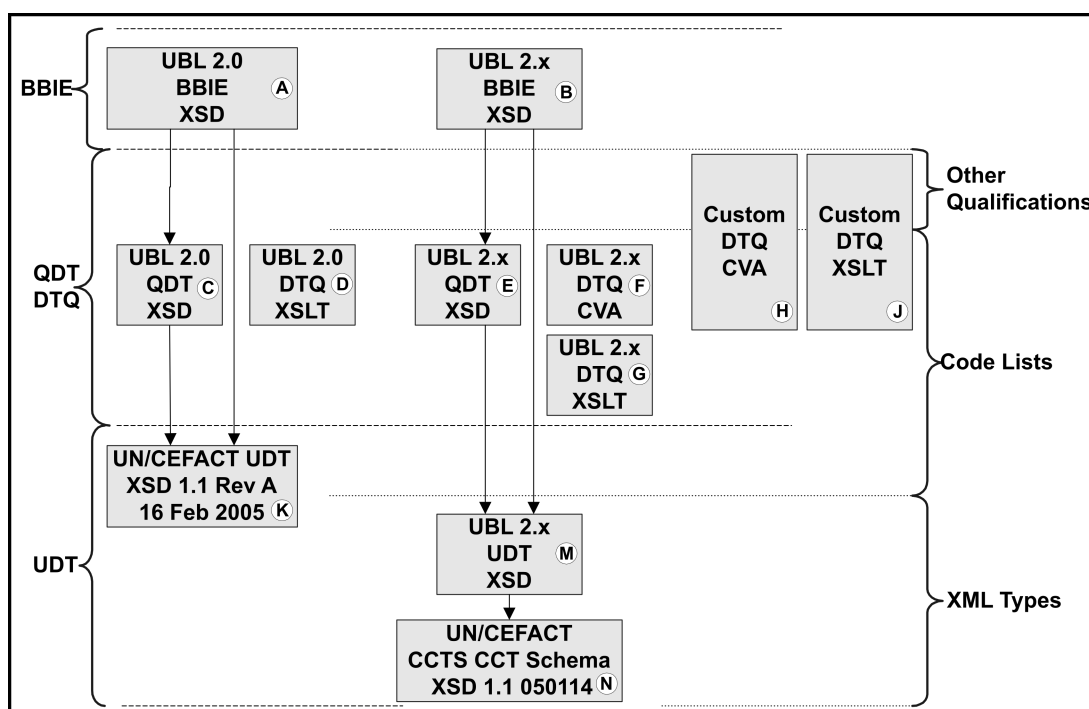 BBIE
UBL 2.0
BBIE
XSD
A
UBL 2.x
BBIE
XSD
B
Other
Qualifications
Custom
DTQ
CVA
H
Custom
DTQ
XSLT
J
QDT
DTQ
UBL 2.0
QDT
XSD
C
UBL 2.0
DTQ
XSLT
D
UBL 2.x
QDT
XSD
E
UBL 2.x
DTQ
CVA
F
UBL 2.x
DTQ
XSLT
G
Code Lists
UDT
UN/CEFACT UDT
XSD 1.1 Rev A
16 Feb 2005
K
UBL 2.x
UDT
XSD
M
XML Types
UN/CEFACT
CCTS CCT Schema
XSD 1.1 050114
N